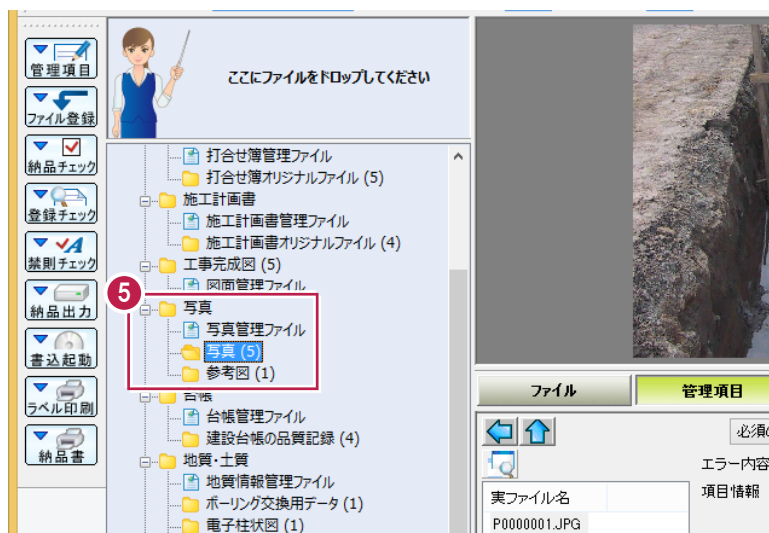 管理項目
ファイル登録
納品チェック
登録チェック
禁則チェック
納品出力
書込起動
ラベル印刷
納品書
ここにファイルをドロップしてください
打合せ簿管理ファイル
打合せ簿オリジナルファイル (5)
施工計画書
施工計画書管理ファイル
施工計画書オリジナルファイル (4)
工事完成図 (5)
図面管理ファイル
5
写真
写真管理ファイル
写真 (5)
参考図 (1)
台帳
台帳管理ファイル
建設台帳の品質記録 (4)
地質・土質
地質情報管理ファイル
ボーリング交換用データ (1)
電子柱状図 (1)
ファイル
管理項目
必須の
エラー内容
項目情報
実ファイル名
P0000001.JPG